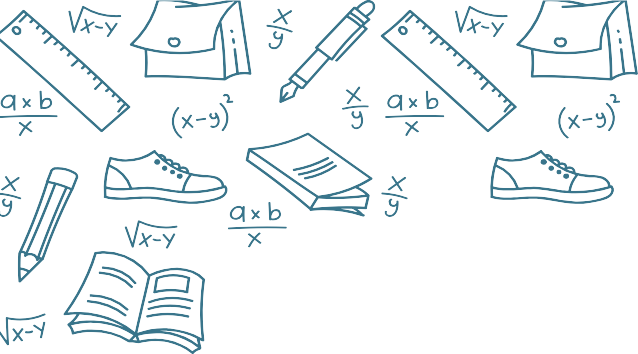 √x-y
x/y
√x-y
a×b/x
(x-y)²
x/y
a×b/x
(x-y)²
x/y
x/y
a×b/x
√x-y
√x-y